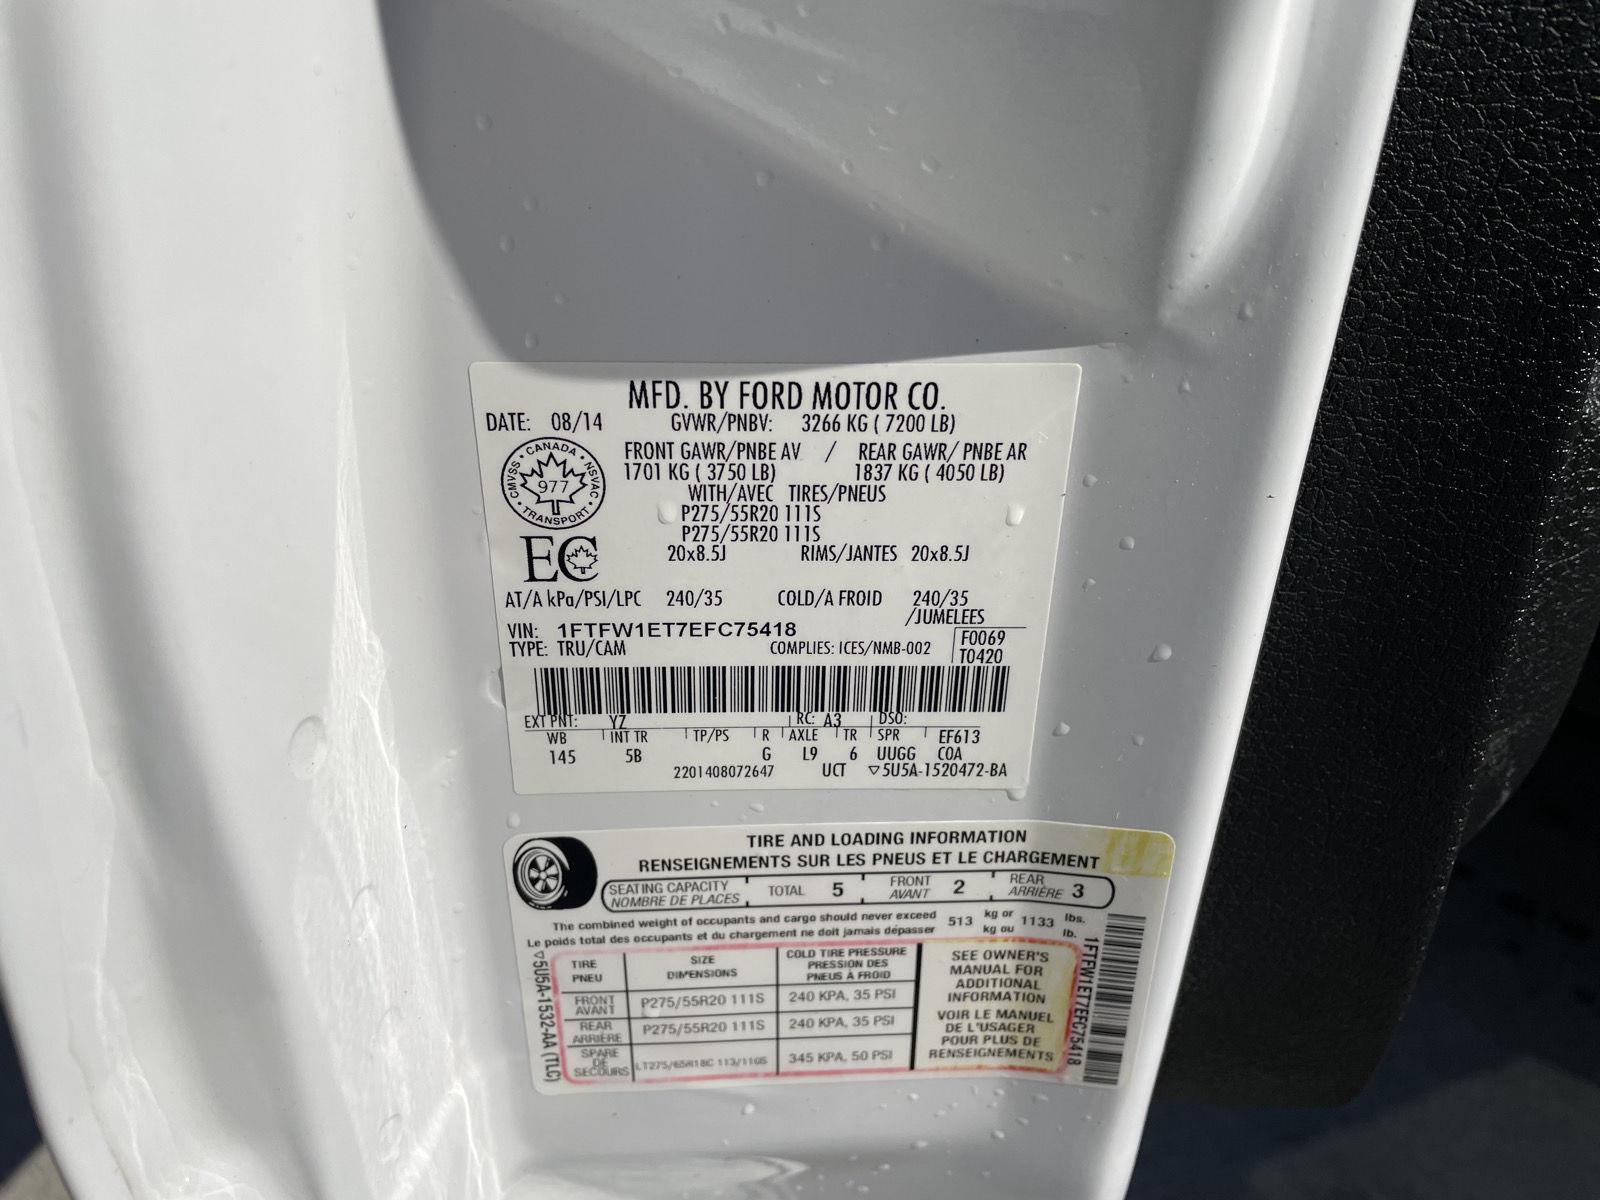 MFD. BY FORD MOTOR CO.
DATE: 08/14 GVWR/PNBV: 3266 KG ( 7200 LB)
FRONT GAWR/PNBE AV / REAR GAWR/ PNBE AR
1701 KG ( 3750 LB) 1837 KG ( 4050 LB)
WITH/AVEC TIRES/PNEUS
P275/55R20 111S
P275/55R20 111S
20x8.5J RIMS/JANTES 20x8.5J
CANADA
CMVSS 977 NSVAC
TRANSPORT
EC
AT/A kPa/PSI/LPC 240/35 COLD/A FROID 240/35
/JUMELEES
VIN: 1FTFW1ET7EFC75418
TYPE: TRU/CAM COMPLIES: ICES/NMB-002
F0069
T0420
EXT PNT: YZ RC: A3 DSO:
WB INT TR TP/PS R AXLE TR SPR EF613
145 5B G L9 6 UUGG COA
2201408072647 UCT ▽5U5A-1520472-BA
TIRE AND LOADING INFORMATION
RENSEIGNEMENTS SUR LES PNEUS ET LE CHARGEMENT
SEATING CAPACITY TOTAL 5 FRONT 2 REAR 3
NOMBRE DE PLACES AVANT ARRIÈRE
The combined weight of occupants and cargo should never exceed 513 kg or 1133 lbs.
Le poids total des occupants et du chargement ne doit jamais dépasser kg ou lb.
TIRE SIZE COLD TIRE PRESSURE
PNEU DIMENSIONS PRESSION DES
PNEUS À FROID
FRONT P275/55R20 111S 240 KPA, 35 PSI
AVANT
REAR P275/55R20 111S 240 KPA, 35 PSI
ARRIÈRE
SPARE LT275/65R18C 113/110S 345 KPA, 50 PSI
DE
SECOURS
SEE OWNER'S
MANUAL FOR
ADDITIONAL
INFORMATION
VOIR LE MANUEL
DE L'USAGER
POUR PLUS DE
RENSEIGNEMENTS
▽5U5A-1532-AA (TLC)
1FTFW1ET7EFC75418